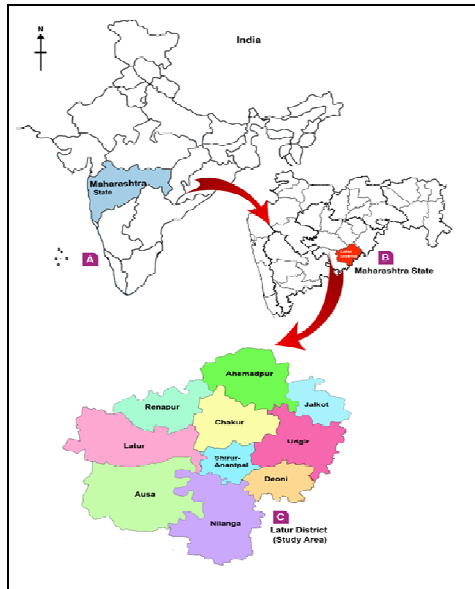 N
India
Maharashtra
State
A
B
Maharashtra State
Ahamadpur
Jalkot
Renapur
Chakur
Latur
Udgir
Shirur-
Anantpal
Deoni
Ausa
Nilanga
C
Latur District
(Study Area)